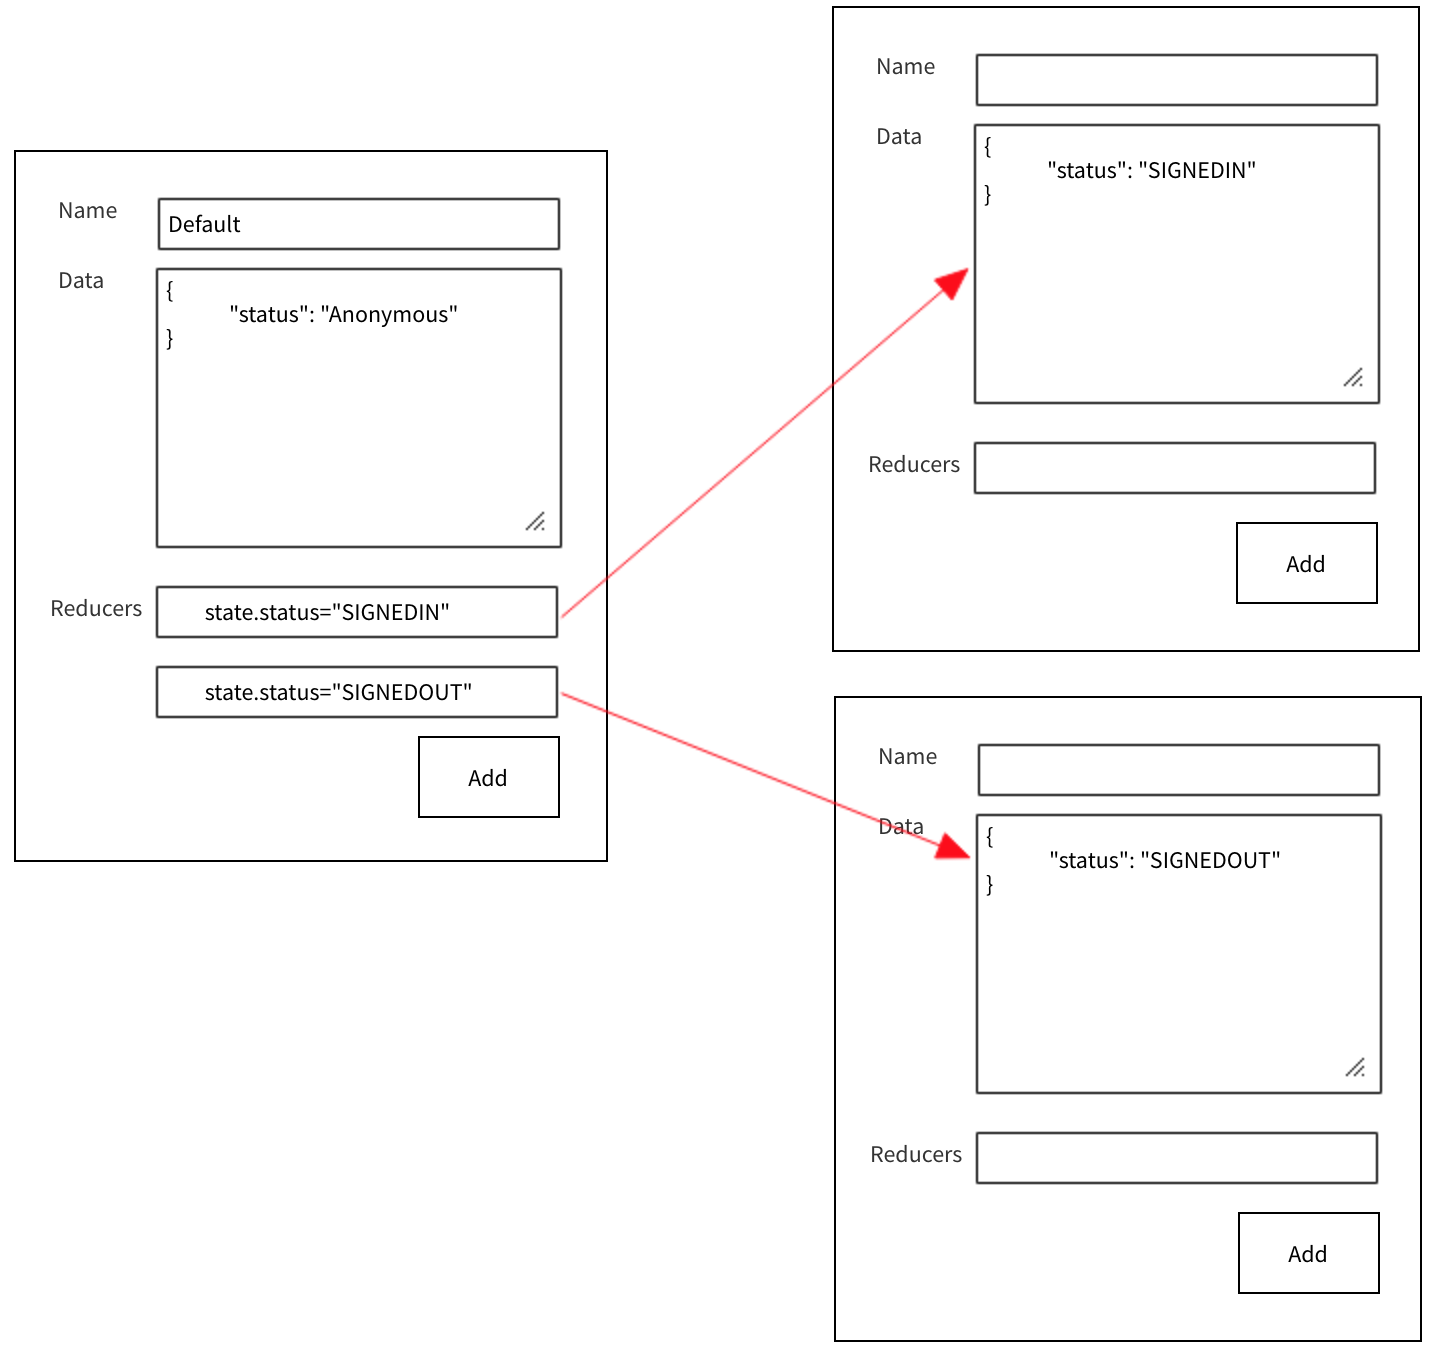 Name
Default
Data
{
"status": "Anonymous"
}
Reducers
state.status="SIGNEDIN"
state.status="SIGNEDOUT"
Add
Name
Data
{
"status": "SIGNEDIN"
}
Reducers
Add
Name
Data
{
"status": "SIGNEDOUT"
}
Reducers
Add